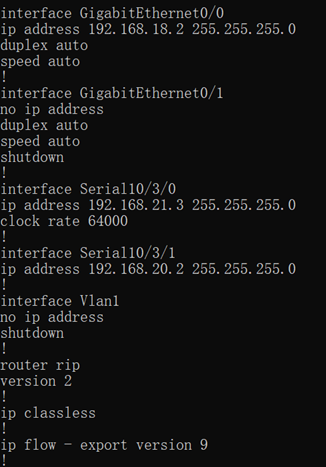 interface GigabitEthernet0/0
ip address 192.168.18.2 255.255.255.0
duplex auto
speed auto
!
interface GigabitEthernet0/1
no ip address
duplex auto
speed auto
shutdown
!
interface Serial10/3/0
ip address 192.168.21.3 255.255.255.0
clock rate 64000
!
interface Serial10/3/1
ip address 192.168.20.2 255.255.255.0
!
interface Vlan1
no ip address
shutdown
!
router rip
version 2
!
ip classless
!
ip flow - export version 9
!